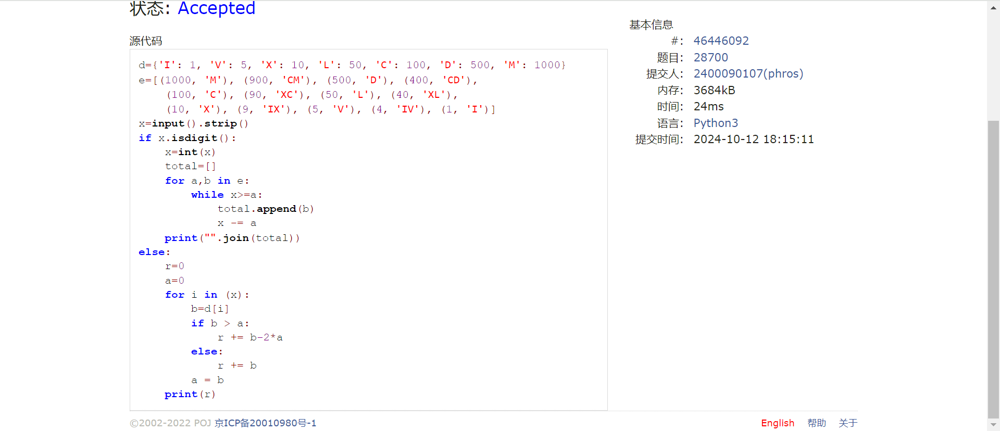 状态: Accepted
源代码
d={'I': 1, 'V': 5, 'X': 10, 'L': 50, 'C': 100, 'D': 500, 'M': 1000}
e=[(1000, 'M'), (900, 'CM'), (500, 'D'), (400, 'CD'),
    (100, 'C'), (90, 'XC'), (50, 'L'), (40, 'XL'),
    (10, 'X'), (9, 'IX'), (5, 'V'), (4, 'IV'), (1, 'I')]
x=input().strip()
if x.isdigit():
    x=int(x)
    total=[]
    for a,b in e:
        while x>=a:
            total.append(b)
            x -= a
    print("".join(total))
else:
    r=0
    a=0
    for i in (x):
        b=d[i]
        if b > a:
            r += b-2*a
        else:
            r += b
        a = b
    print(r)
基本信息
#: 46446092
题目: 28700
提交人: 2400090107(phros)
内存: 3684kB
时间: 24ms
语言: Python3
提交时间: 2024-10-12 18:15:11
©2002-2022 POJ 京ICP备20010980号-1
English 帮助 关于